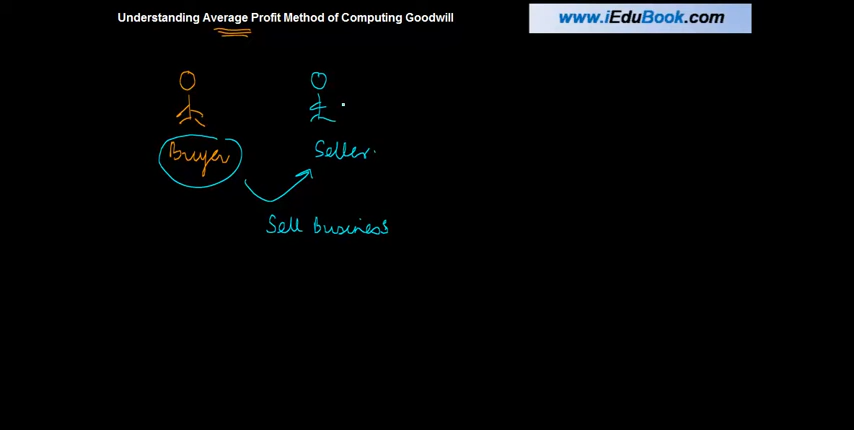 Understanding Average Profit Method of Computing Goodwill
www.iEduBook.com
Buyer
Seller.
Sell Business